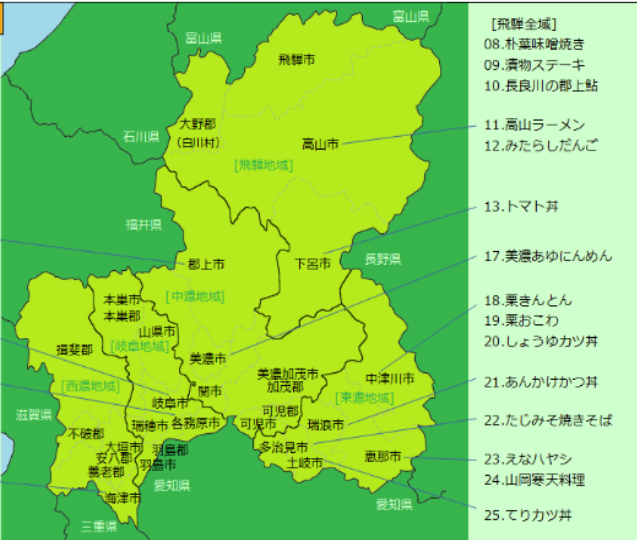 富山県
富山県
飛騨市
石川県
大野郡
(白川村)
高山市
[飛騨地域]
福井県
郡上市
下呂市
長野県
[中濃地域]
本巣市
本巣郡
山県市
揖斐郡
[岐阜地域]
美濃市
[西濃地域]
関市
美濃加茂市
加茂郡
中津川市
[東濃地域]
岐阜市
可児郡
滋賀県
瑞穂市
各務原市
可児市
瑞浪市
不破郡
大垣市
羽島郡
多治見市
安八郡
養老郡
羽島市
土岐市
恵那市
愛知県
海津市
愛知県
三重県
[飛騨全域]
08.朴葉味噌焼き
09.漬物ステーキ
10.長良川の郡上鮎
11.高山ラーメン
12.みたらしだんご
13.トマト丼
17.美濃あゆにんめん
18.栗きんとん
19.栗おこわ
20.しょうゆカツ丼
21.あんかけかつ丼
22.たじみそ焼きそば
23.えなハヤシ
24.山岡寒天料理
25.てりカツ丼